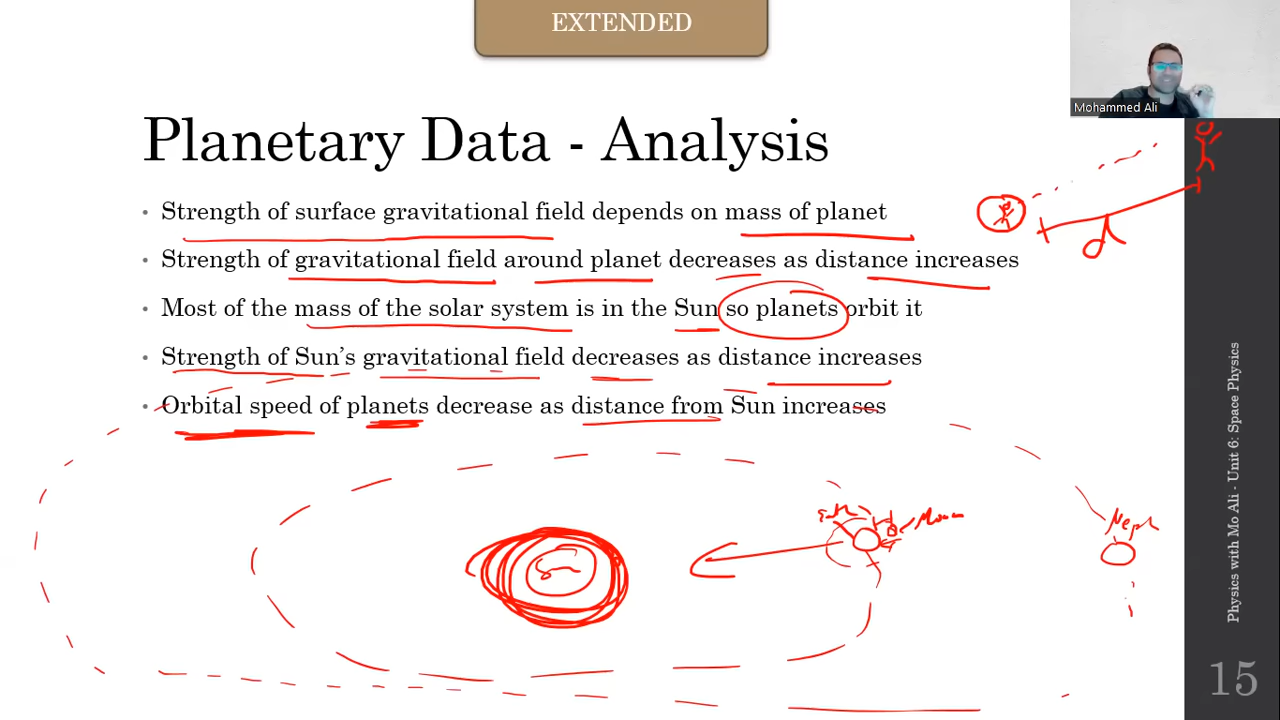 EXTENDED
Mohammed Ali
Planetary Data - Analysis
• Strength of surface gravitational field depends on mass of planet
• Strength of gravitational field around planet decreases as distance increases
• Most of the mass of the solar system is in the Sun so planets orbit it
• Strength of Sun's gravitational field decreases as distance increases
• Orbital speed of planets decrease as distance from Sun increases
d
Moon
Neph
Physics with Mo Ali - Unit 6: Space Physics
15